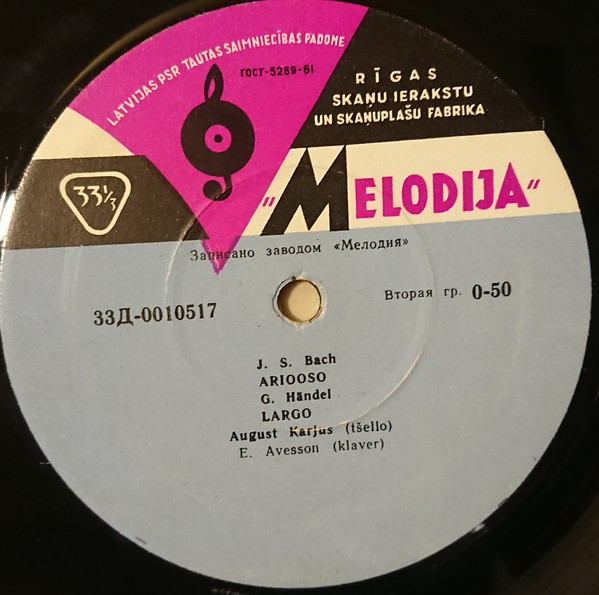 LATVIJAS PSR TAUTAS SAIMNIECĪBAS PADOME
ГОСТ-5289-61
RĪGAS
SKAŅU IERAKSTU
UN SKAŅUPLAŠU FABRIKA
33⅓
"MELODIJA"
Записано заводом «Мелодия»
33Д-0010517
Вторая гр. 0-50
J. S. Bach
ARIOOSO
G. Händel
LARGO
August Karjus (tšello)
E. Avesson (klaver)